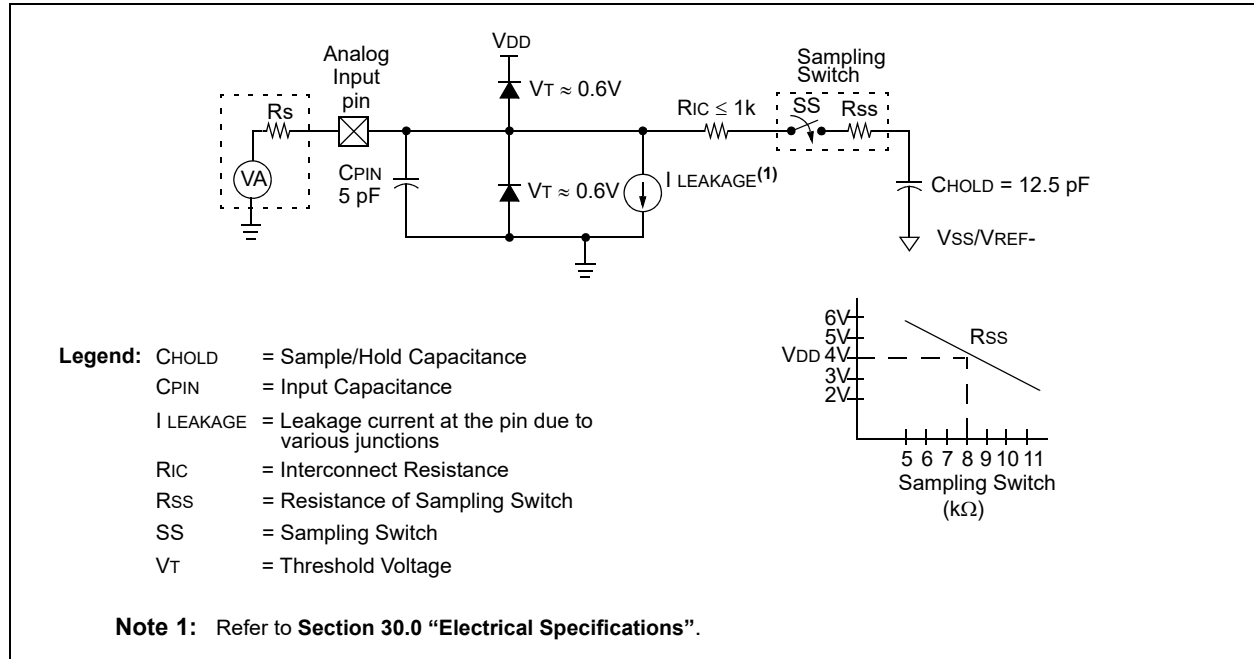 VDD
Analog
Input
pin
Sampling
Switch
VT ≈ 0.6V
RIC ≤ 1k
SS
RSS
Rs
VA
CPIN
5 pF
VT ≈ 0.6V
I LEAKAGE(1)
CHOLD = 12.5 pF
VSS/VREF-
6V
5V
VDD 4V
3V
2V
RSS
5 6 7 8 9 10 11
Sampling Switch
(kΩ)
Legend: CHOLD = Sample/Hold Capacitance
CPIN = Input Capacitance
I LEAKAGE = Leakage current at the pin due to
various junctions
RIC = Interconnect Resistance
RSS = Resistance of Sampling Switch
SS = Sampling Switch
VT = Threshold Voltage
Note 1: Refer to Section 30.0 “Electrical Specifications”.